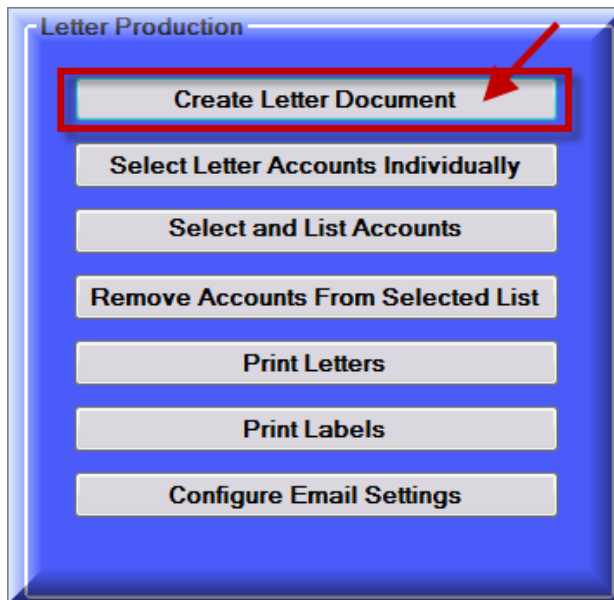 Letter Production
Create Letter Document
Select Letter Accounts Individually
Select and List Accounts
Remove Accounts From Selected List
Print Letters
Print Labels
Configure Email Settings